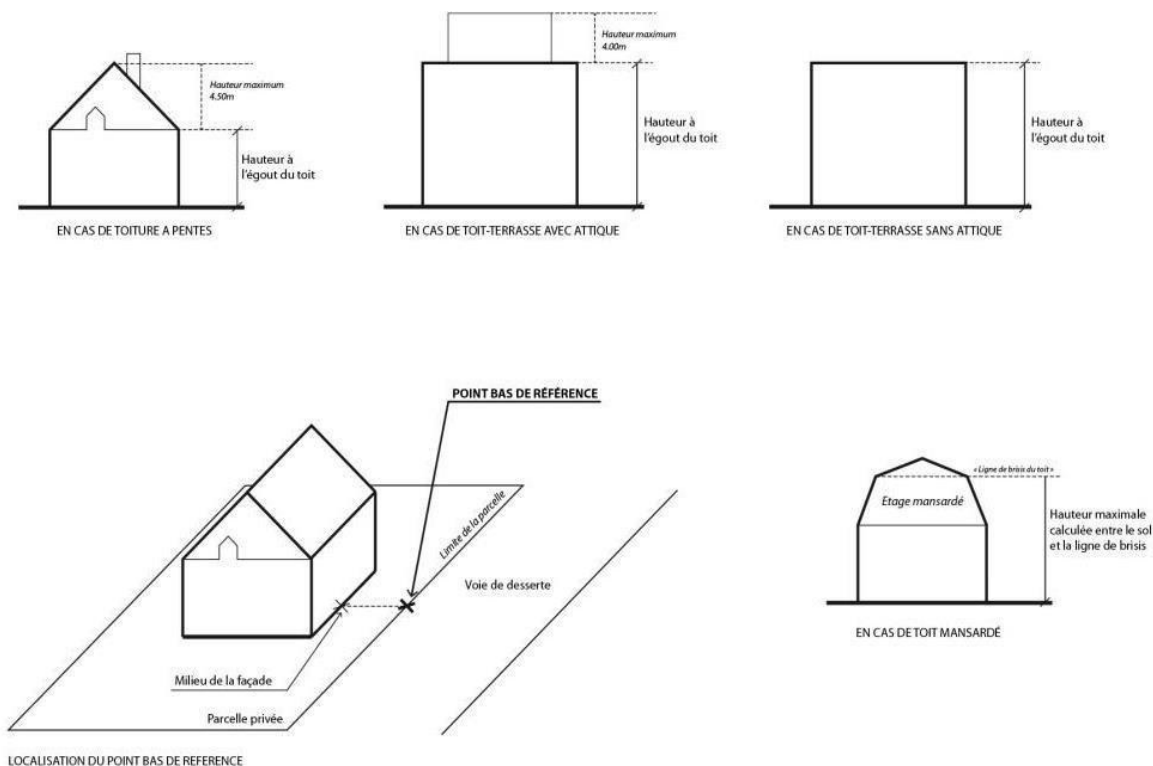 Hauteur maximum
4.50m
Hauteur à
l'égout du toit
EN CAS DE TOITURE A PENTES
Hauteur maximum
4.00m
Hauteur à
l'égout du toit
EN CAS DE TOIT-TERRASSE AVEC ATTIQUE
Hauteur à
l'égout du toit
EN CAS DE TOIT-TERRASSE SANS ATTIQUE
POINT BAS DE RÉFÉRENCE
Limite de la parcelle
Voie de desserte
Milieu de la façade
Parcelle privée
LOCALISATION DU POINT BAS DE REFERENCE
« Ligne de brisis du toit »
Etage mansardé
Hauteur maximale
calculée entre le sol
et la ligne de brisis
EN CAS DE TOIT MANSARDÉ